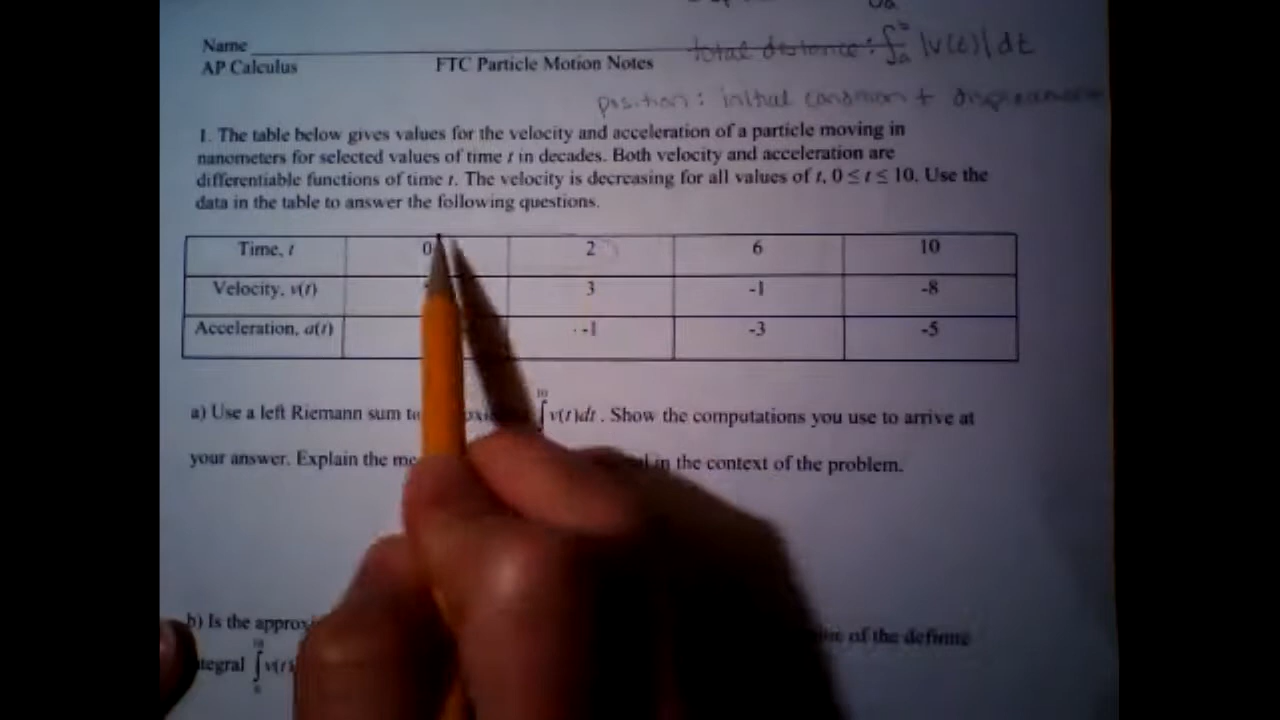 Name
total distance: ∫ |v(t)| dt
AP Calculus
FTC Particle Motion Notes
position: initial condition + displacement
1. The table below gives values for the velocity and acceleration of a particle moving in
nanometers for selected values of time t in decades. Both velocity and acceleration are
differentiable functions of time t. The velocity is decreasing for all values of t, 0 ≤ t ≤ 10. Use the
data in the table to answer the following questions.
Time, t 0 2 6 10
Velocity, v(t) 3 -1 -8
Acceleration, a(t) -1 -3 -5
a) Use a left Riemann sum to ∫ v(t)dt. Show the computations you use to arrive at
your answer. Explain the in the context of the problem.
b) Is the of the definite